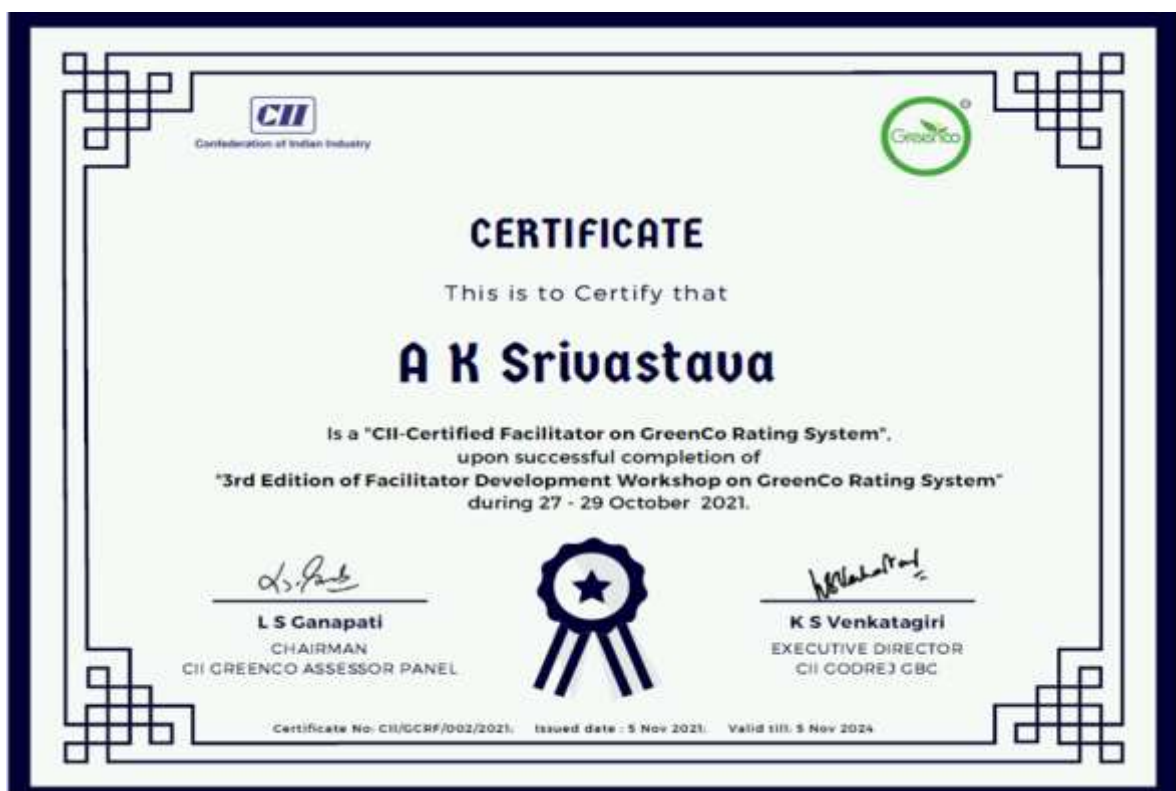 CII
Confederation of Indian Industry
GreenCo
®
CERTIFICATE
This is to Certify that
A K Srivastava
Is a "CII-Certified Facilitator on GreenCo Rating System",
upon successful completion of
"3rd Edition of Facilitator Development Workshop on GreenCo Rating System"
during 27 - 29 October 2021.
L S Ganapati
CHAIRMAN
CII GREENCO ASSESSOR PANEL
K S Venkatagiri
EXECUTIVE DIRECTOR
CII GODREJ GBC
Certificate No: CII/GCRF/002/2021; Issued date : 5 Nov 2021; Valid till: 5 Nov 2024